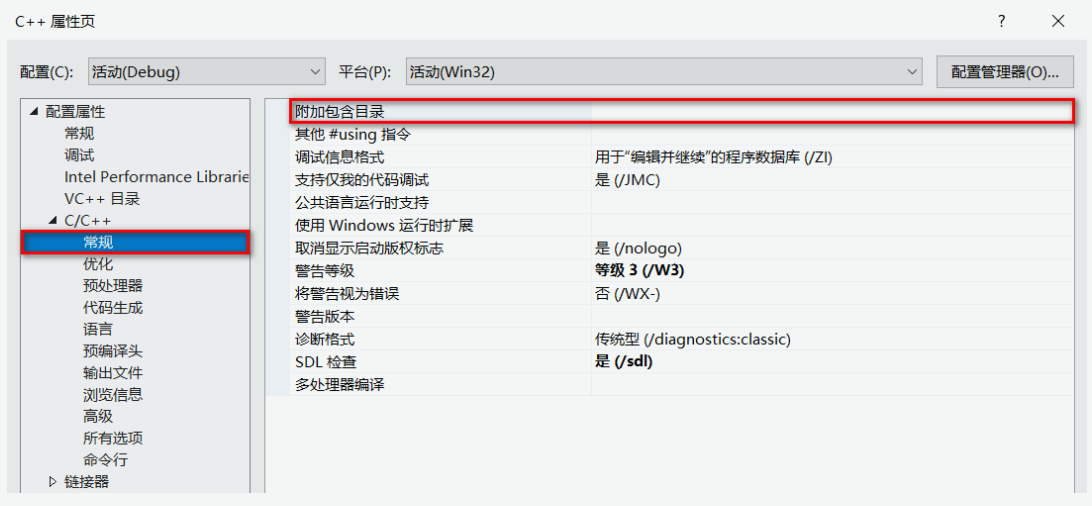 C++ 属性页
配置(C): 活动(Debug) 平台(P): 活动(Win32) 配置管理器(O)...
配置属性
常规
调试
Intel Performance Librarie
VC++ 目录
C/C++
常规
优化
预处理器
代码生成
语言
预编译头
输出文件
浏览信息
高级
所有选项
命令行
链接器
附加包含目录
其他 #using 指令
调试信息格式 用于“编辑并继续”的程序数据库 (/ZI)
支持仅我的代码调试 是 (/JMC)
公共语言运行时支持
使用 Windows 运行时扩展
取消显示启动版权标志 是 (/nologo)
警告等级 等级 3 (/W3)
将警告视为错误 否 (/WX-)
警告版本
诊断格式 传统型 (/diagnostics:classic)
SDL 检查 是 (/sdl)
多处理器编译